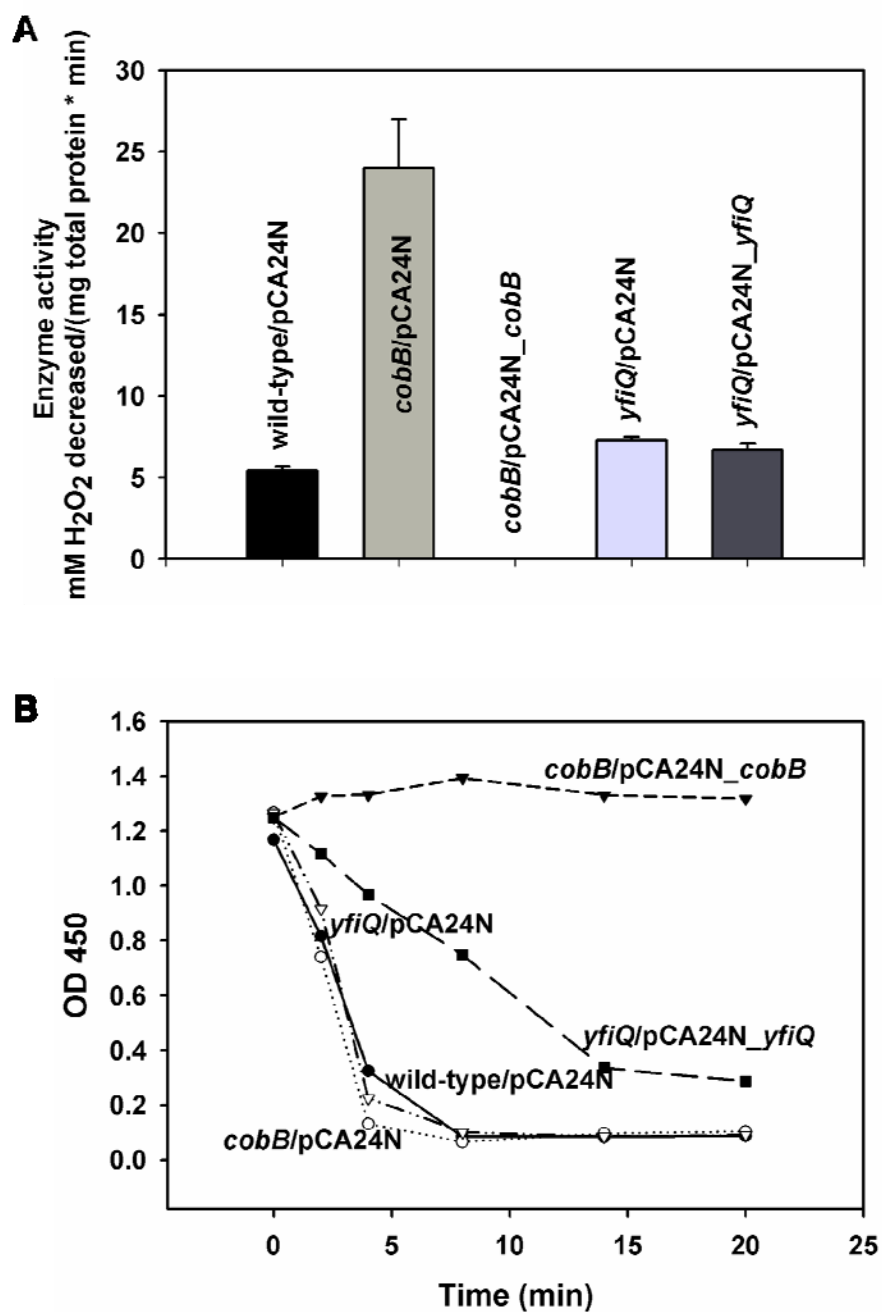 A
Enzyme activity
mM H2O2 decreased/(mg total protein * min)
30
25
20
15
10
5
0
wild-type/pCA24N
cobB/pCA24N
cobB/pCA24N_cobB
yfiQ/pCA24N
yfiQ/pCA24N_yfiQ
B
OD 450
1.6
1.4
1.2
1.0
0.8
0.6
0.4
0.2
0.0
cobB/pCA24N_cobB
yfiQ/pCA24N
yfiQ/pCA24N_yfiQ
wild-type/pCA24N
cobB/pCA24N
0 5 10 15 20 25
Time (min)